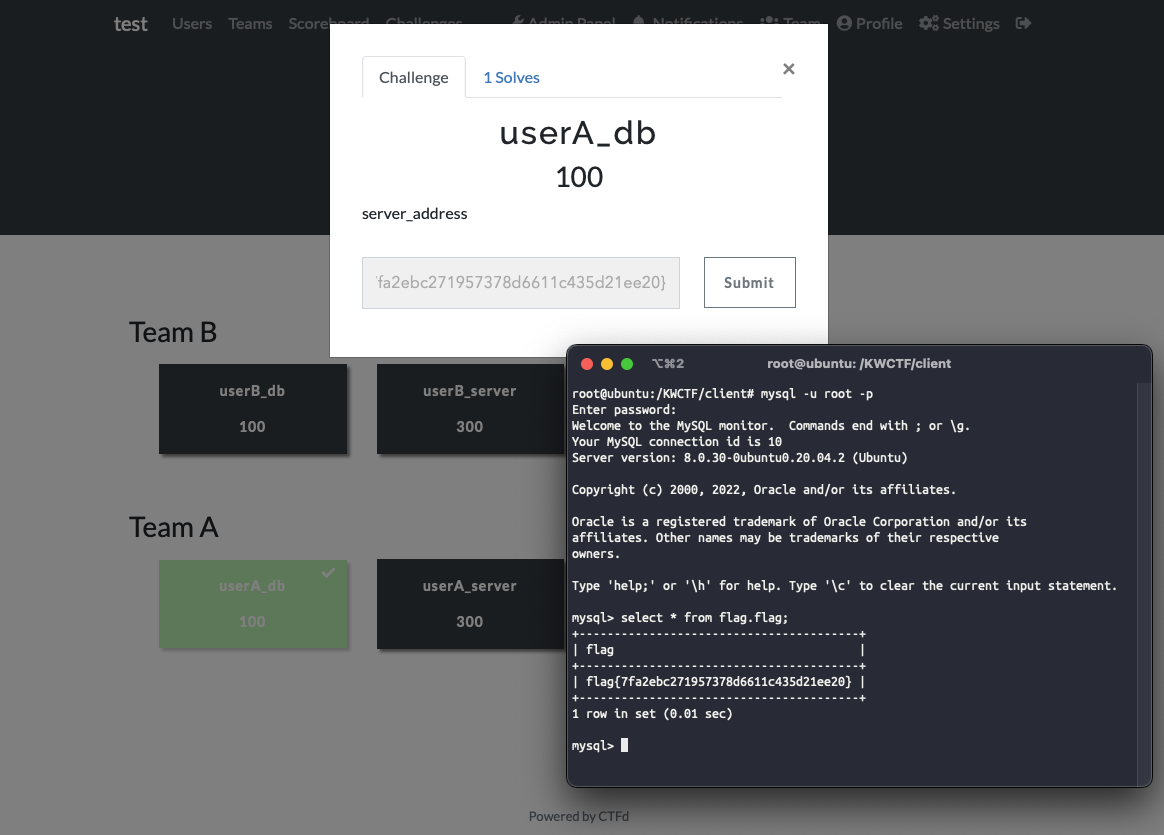 test Users Teams Scoreboard Challenges Admin Panel Notifications Team Profile Settings
Challenge 1 Solves ×
userA_db
100
server_address
fa2ebc271957378d6611c435d21ee20} Submit
Team B
userB_db userB_server
100 300
Team A
userA_db userA_server
100 300
⌥⌘2 root@ubuntu: /KWCTF/client
root@ubuntu:/KWCTF/client# mysql -u root -p
Enter password:
Welcome to the MySQL monitor.  Commands end with ; or \g.
Your MySQL connection id is 10
Server version: 8.0.30-0ubuntu0.20.04.2 (Ubuntu)
Copyright (c) 2000, 2022, Oracle and/or its affiliates.
Oracle is a registered trademark of Oracle Corporation and/or its
affiliates. Other names may be trademarks of their respective
owners.
Type 'help;' or '\h' for help. Type '\c' to clear the current input statement.
mysql> select * from flag.flag;
+----------------------------------------+
| flag                                   |
+----------------------------------------+
| flag{7fa2ebc271957378d6611c435d21ee20} |
+----------------------------------------+
1 row in set (0.01 sec)
mysql>
Powered by CTFd